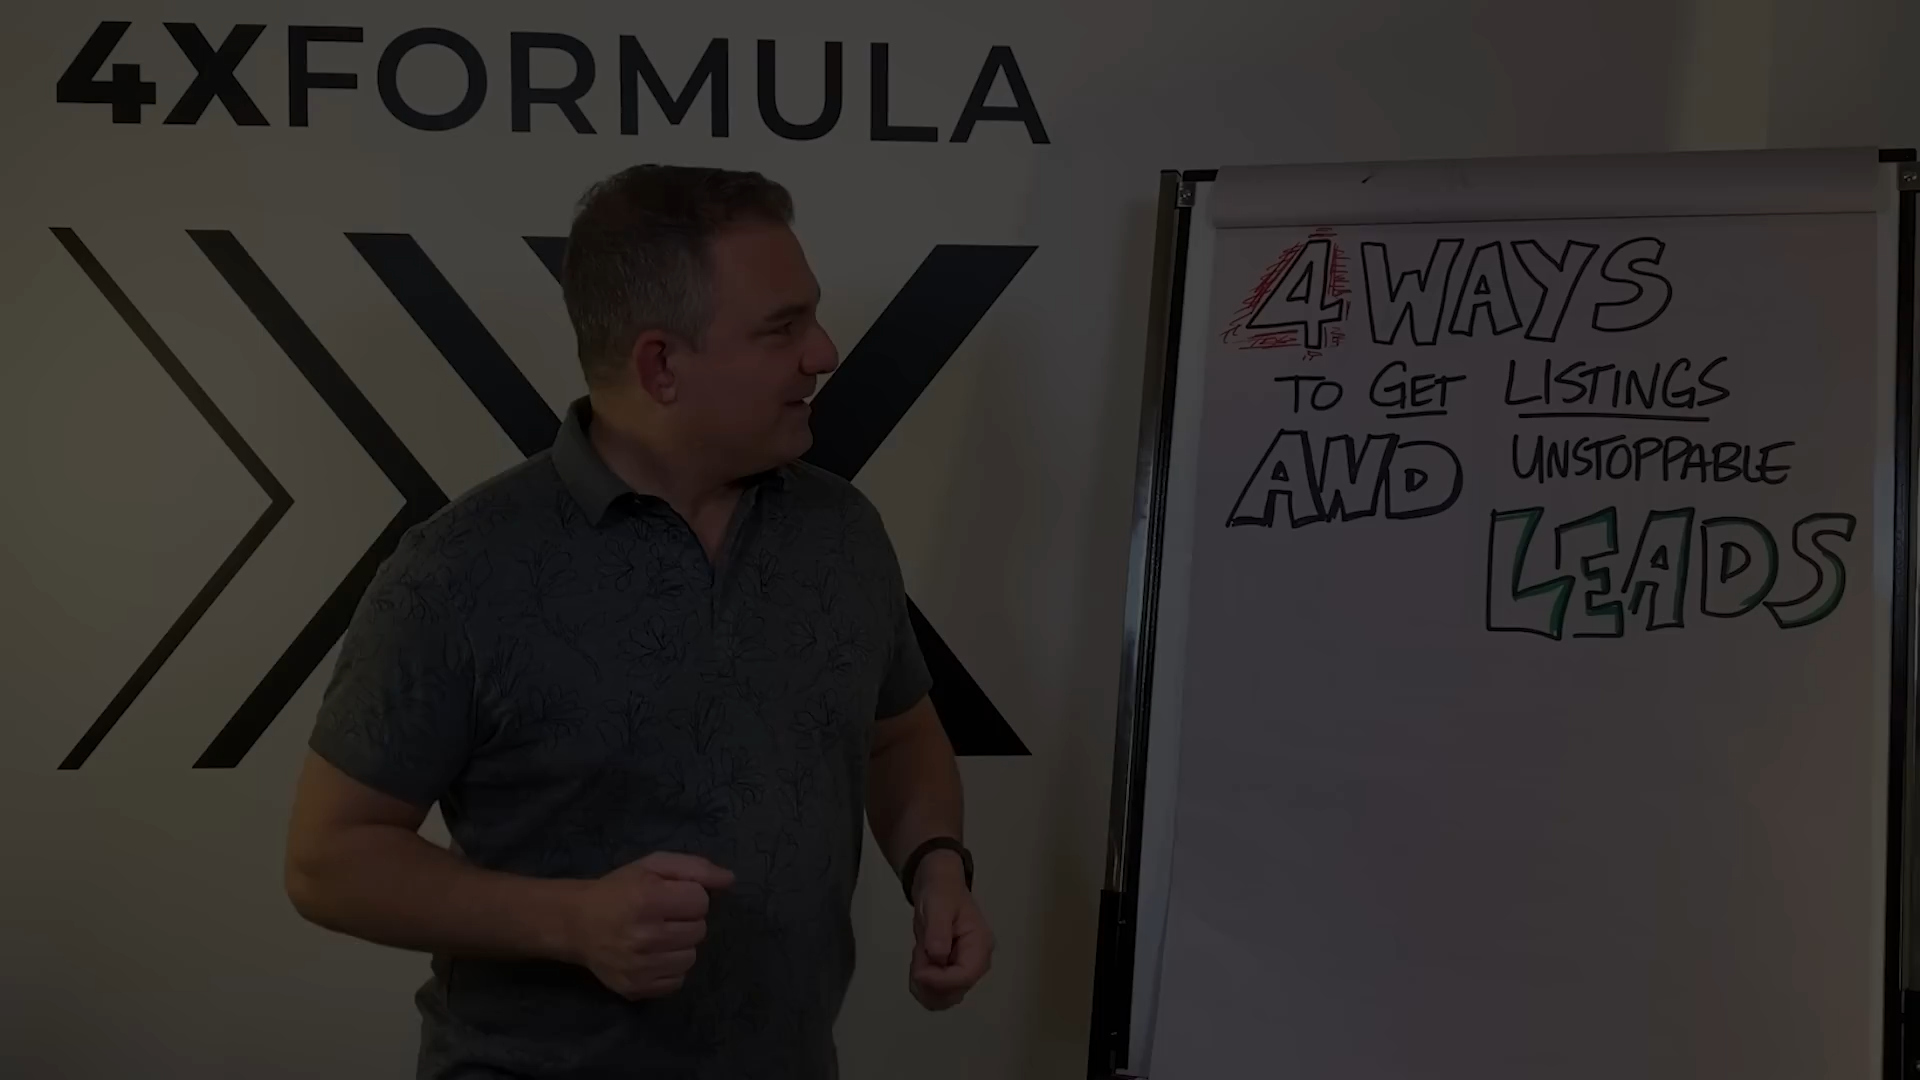 4XFORMULA
4 WAYS
TO GET LISTINGS
AND UNSTOPPABLE
LEADS